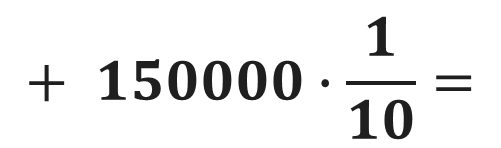 + 150000 · 1/10 =